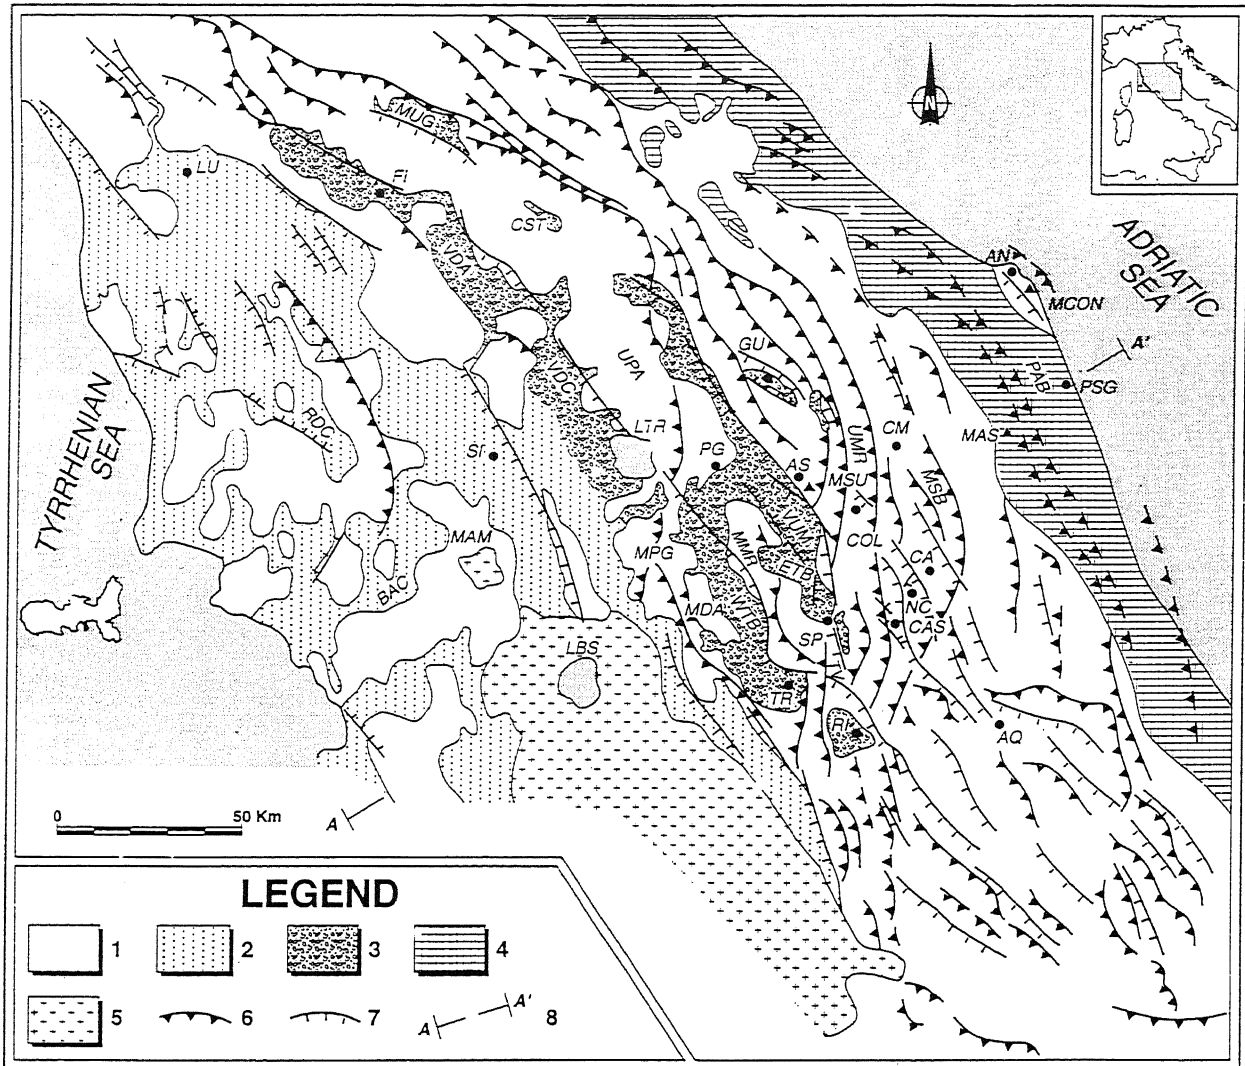 MUG
LU
FI
CST
VDA
N
ADRIATIC
SEA
AN
MCON
A'
PAB
PSG
GU
UPA
VDC
TYRRHENIAN
SEA
RDC
LTR
CM
MAS
UMR
SI
PG
AS
MSU
MSB
VUN
MAM
MPG
MMR
COL
ETB
CA
BAC
MDA
NTB
NC
CAS
SP
LBS
TR
RI
AQ
0 50 Km
A
LEGEND
1 2 3 4
5 6 7 A A' 8